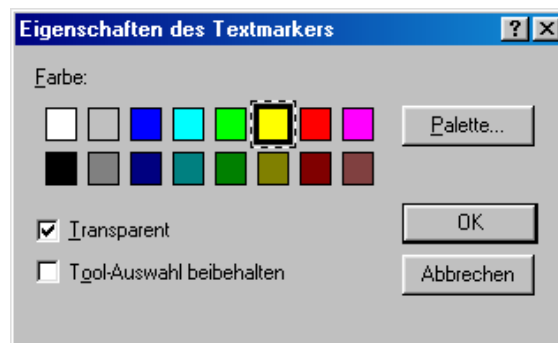 Eigenschaften des Textmarkers
Farbe:
Palette...
Transparent
OK
Tool-Auswahl beibehalten
Abbrechen